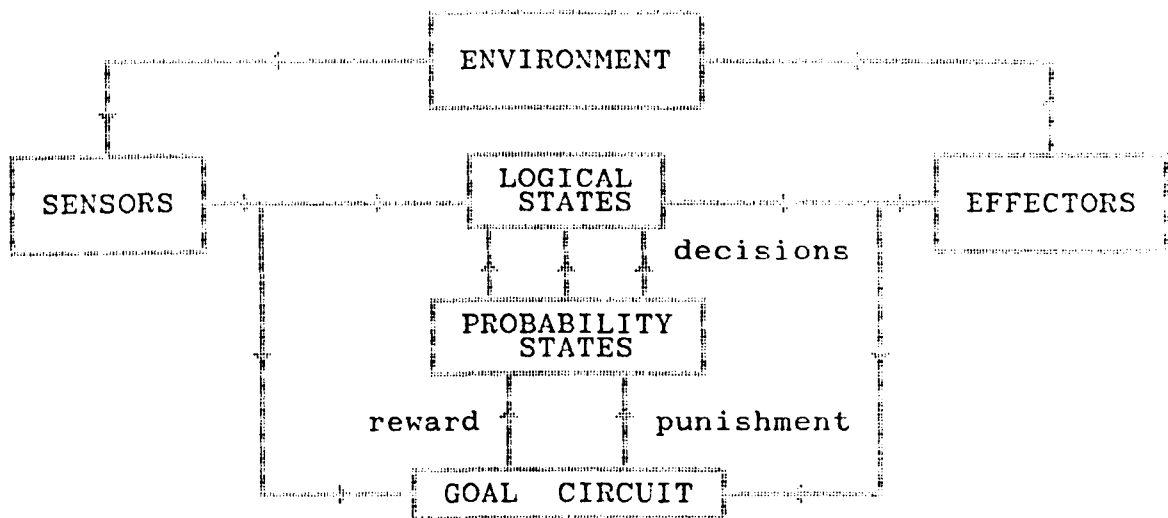 ENVIRONMENT
SENSORS
LOGICAL
STATES
EFFECTORS
decisions
PROBABILITY
STATES
reward
punishment
GOAL CIRCUIT